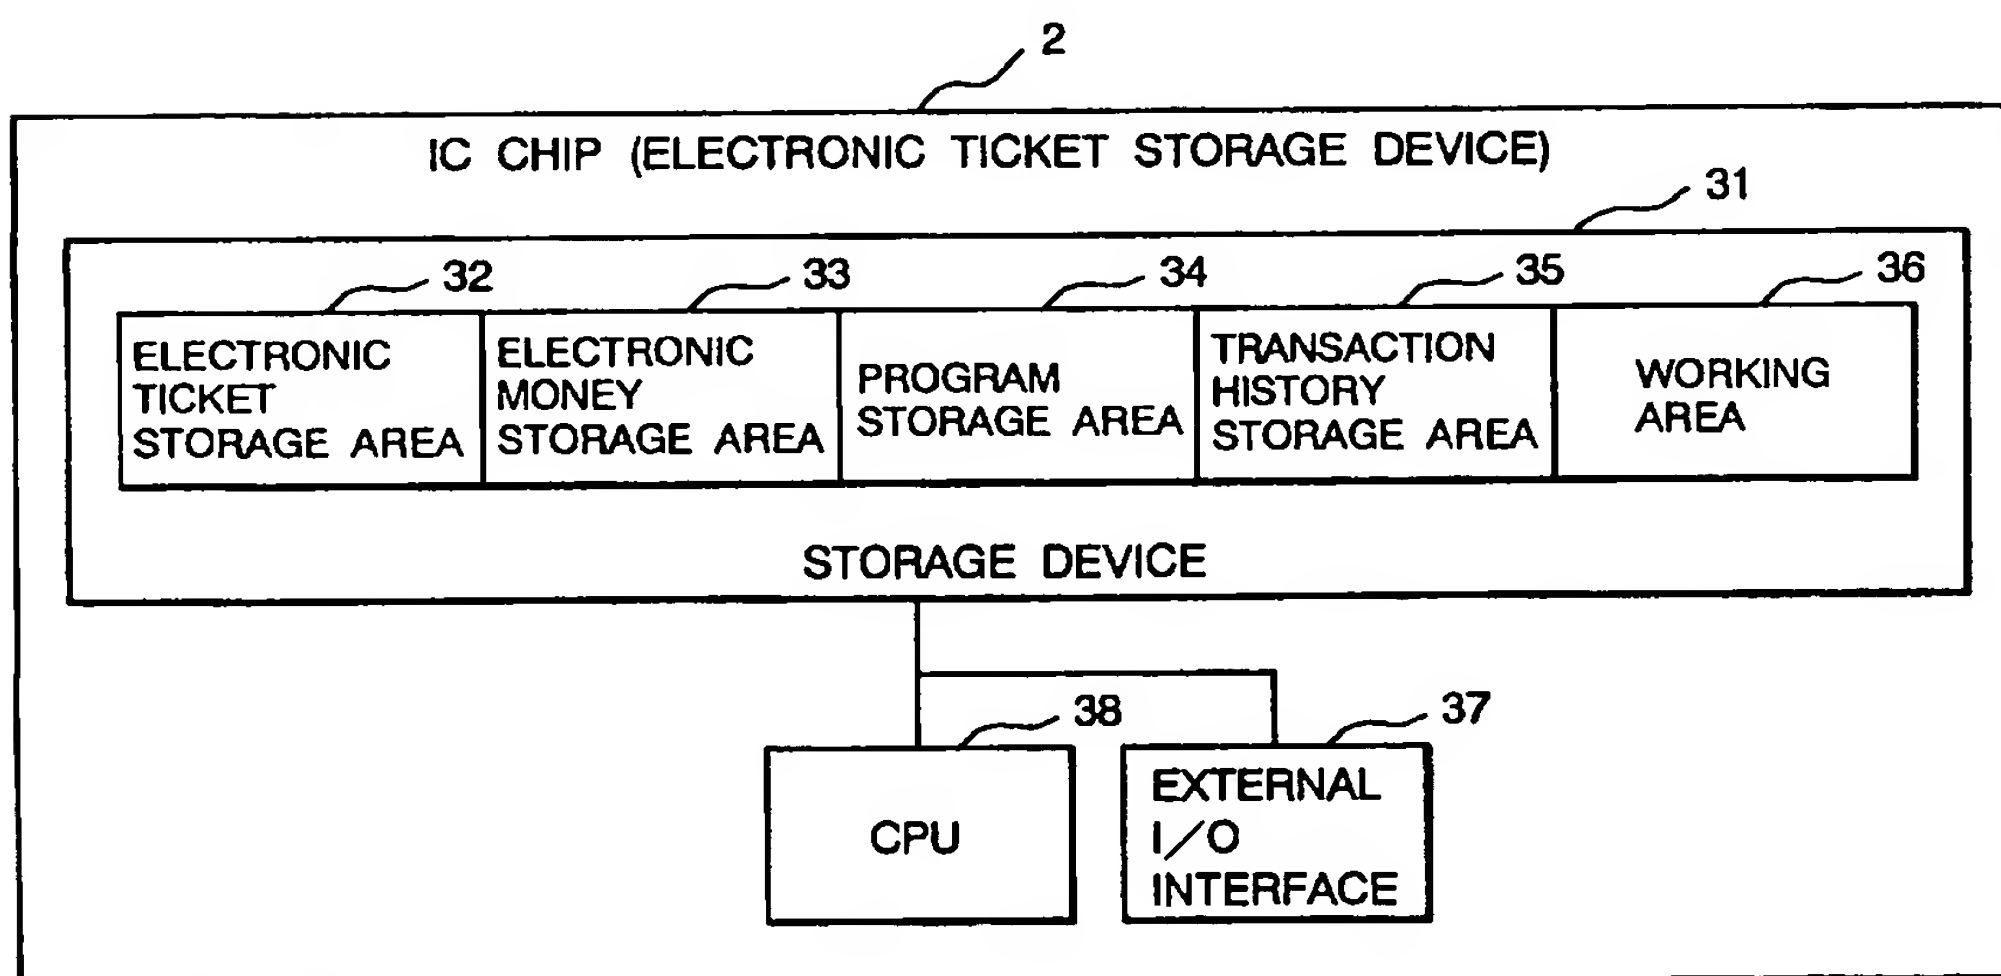 2
IC CHIP (ELECTRONIC TICKET STORAGE DEVICE)
31
32
33
34
35
36
ELECTRONIC
TICKET
STORAGE AREA
ELECTRONIC
MONEY
STORAGE AREA
PROGRAM
STORAGE AREA
TRANSACTION
HISTORY
STORAGE AREA
WORKING
AREA
STORAGE DEVICE
38
37
CPU
EXTERNAL
I/O
INTERFACE